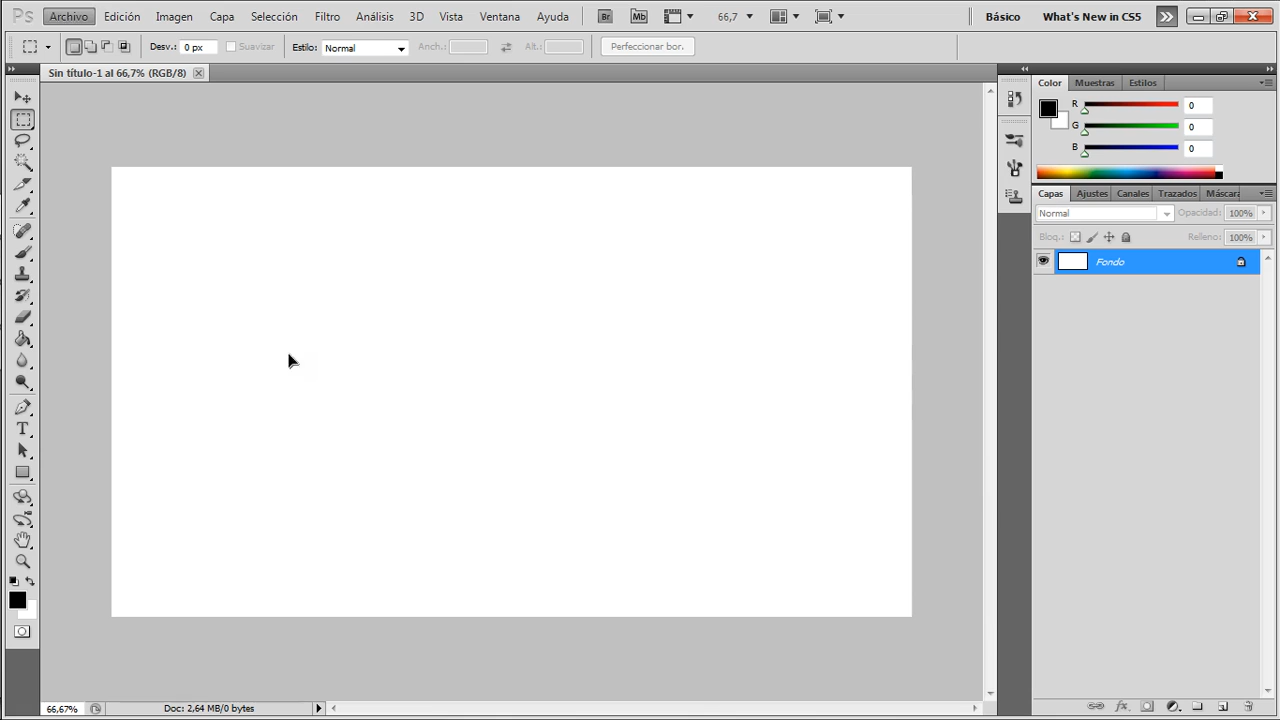 Ps Archivo Edición Imagen Capa Selección Filtro Análisis 3D Vista Ventana Ayuda Br Mb 66,7 Básico What's New in CS5
Desv.: 0 px Suavizar Estilo: Normal Anch.: Alt.: Perfeccionar bor.
Sin título-1 al 66,7% (RGB/8)
Color Muestras Estilos
R 0
G 0
B 0
Capas Ajustes Canales Trazados Máscara
Normal Opacidad: 100%
Bloq.: Relleno: 100%
Fondo
T
66,67% Doc: 2,64 MB/0 bytes